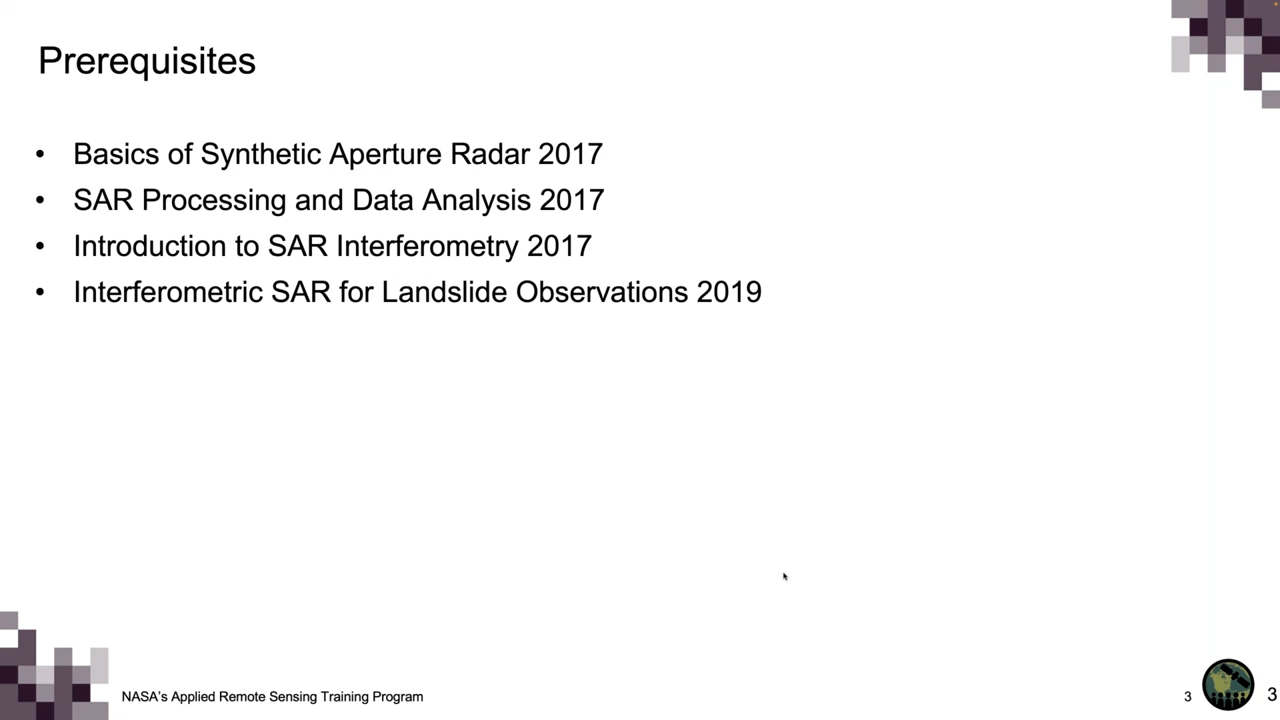 Prerequisites
• Basics of Synthetic Aperture Radar 2017
• SAR Processing and Data Analysis 2017
• Introduction to SAR Interferometry 2017
• Interferometric SAR for Landslide Observations 2019
NASA's Applied Remote Sensing Training Program
3
3